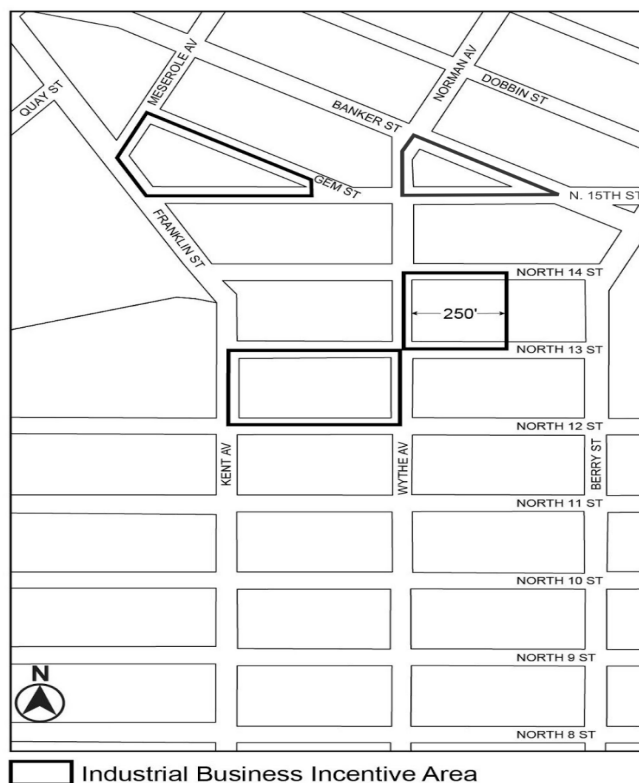 QUAY ST
MESEROLE AV
NORMAN AV
DOBBIN ST
BANKER ST
GEM ST
N. 15TH ST
FRANKLIN ST
NORTH 14 ST
250'
NORTH 13 ST
NORTH 12 ST
KENT AV
WYTHE AV
BERRY ST
NORTH 11 ST
NORTH 10 ST
NORTH 9 ST
N
NORTH 8 ST
Industrial Business Incentive Area